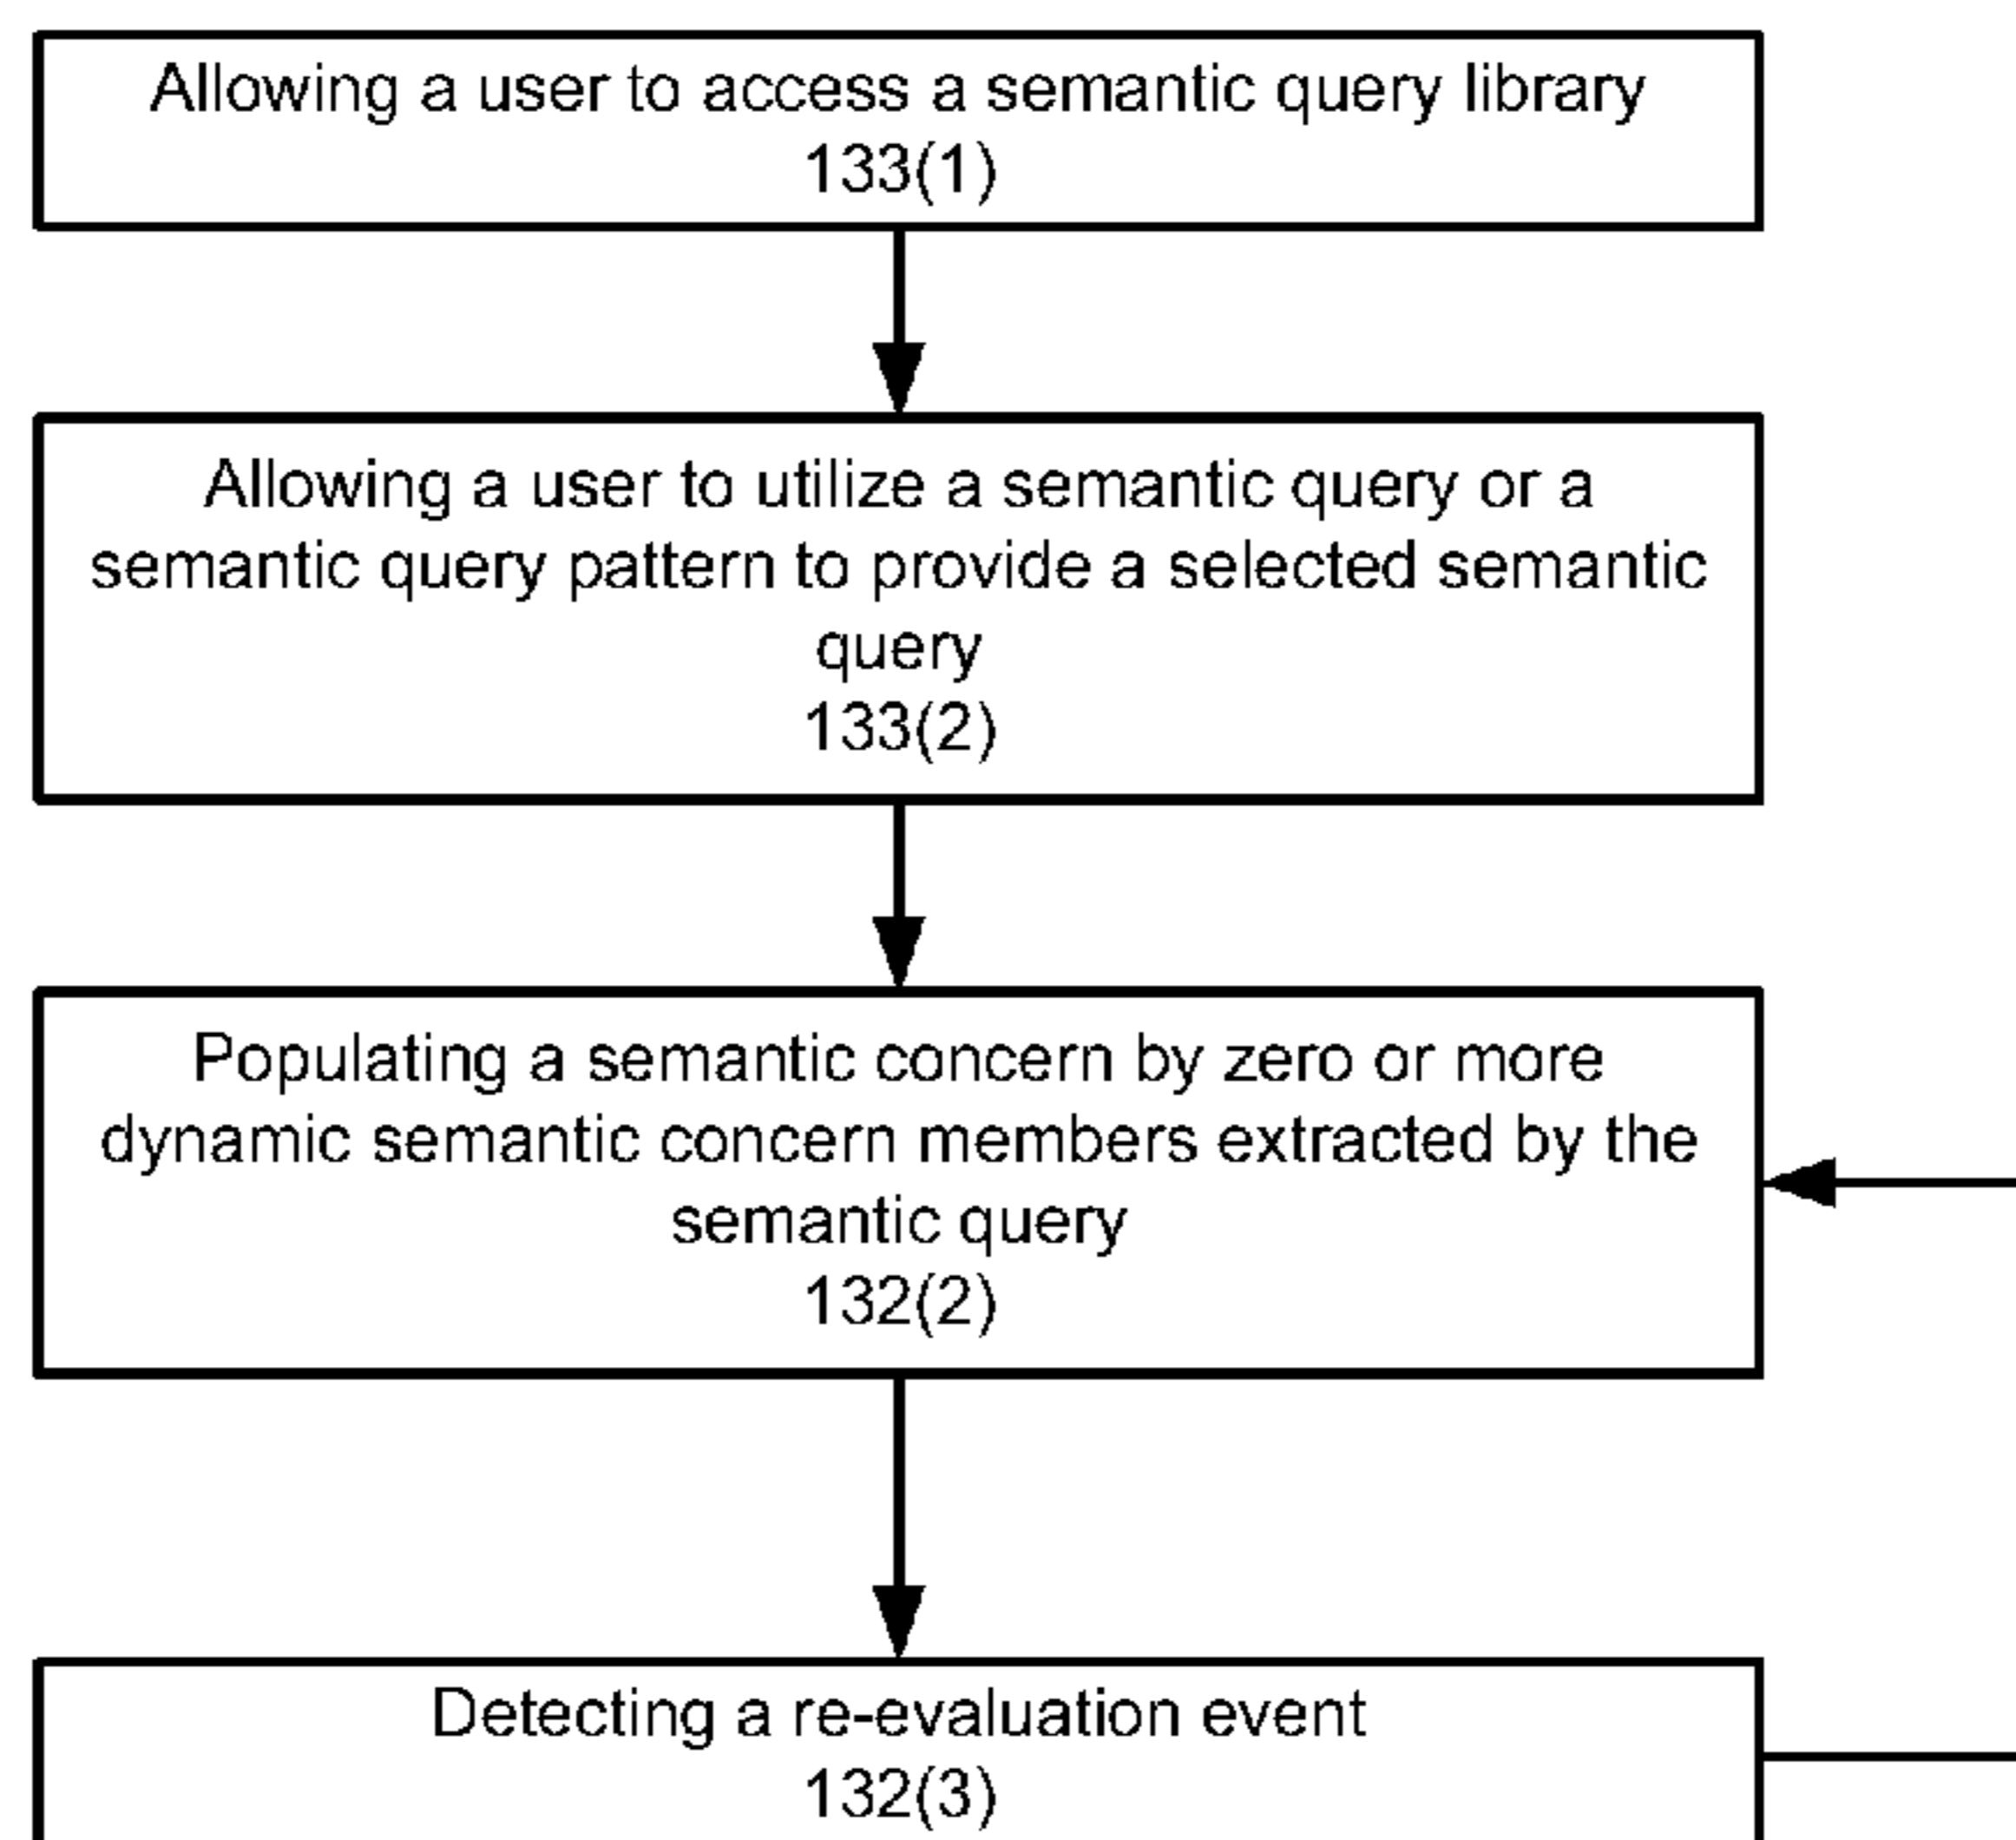 Allowing a user to access a semantic query library
133(1)
Allowing a user to utilize a semantic query or a
semantic query pattern to provide a selected semantic
query
133(2)
Populating a semantic concern by zero or more
dynamic semantic concern members extracted by the
semantic query
132(2)
Detecting a re-evaluation event
132(3)